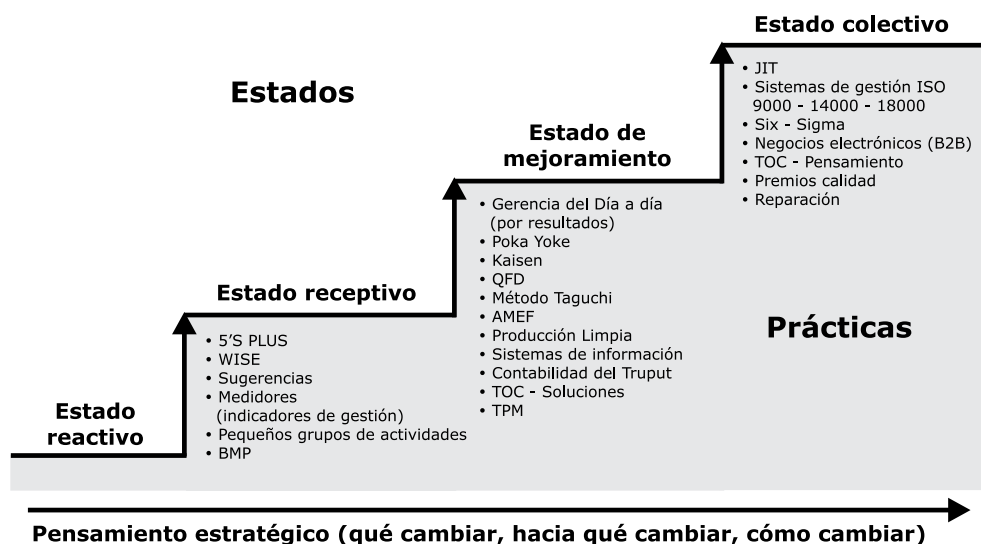 Estado colectivo
• JIT
• Sistemas de gestión ISO
9000 - 14000 - 18000
• Six - Sigma
• Negocios electrónicos (B2B)
• TOC - Pensamiento
• Premios calidad
• Reparación
Estados
Estado de
mejoramiento
• Gerencia del Día a día
(por resultados)
• Poka Yoke
• Kaisen
• QFD
• Método Taguchi
• AMEF
• Producción Limpia
• Sistemas de información
• Contabilidad del Truput
• TOC - Soluciones
• TPM
Prácticas
Estado receptivo
• 5’S PLUS
• WISE
• Sugerencias
• Medidores
(indicadores de gestión)
• Pequeños grupos de actividades
• BMP
Estado
reactivo
Pensamiento estratégico (qué cambiar, hacia qué cambiar, cómo cambiar)